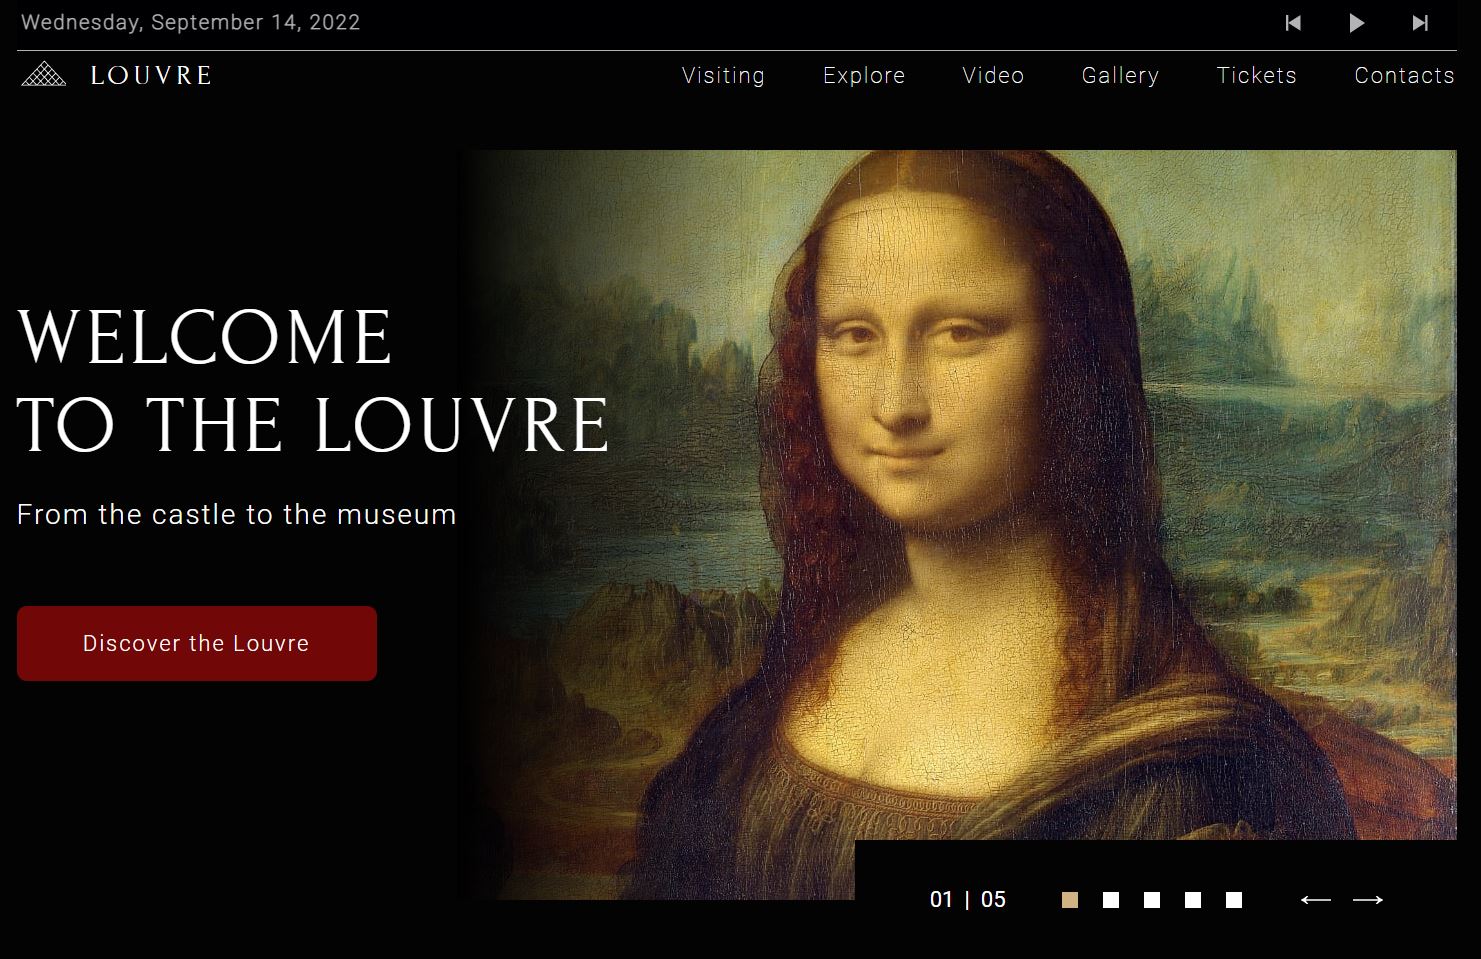 Wednesday, September 14, 2022
LOUVRE
Visiting Explore Video Gallery Tickets Contacts
WELCOME
TO THE LOUVRE
From the castle to the museum
Discover the Louvre
01 | 05